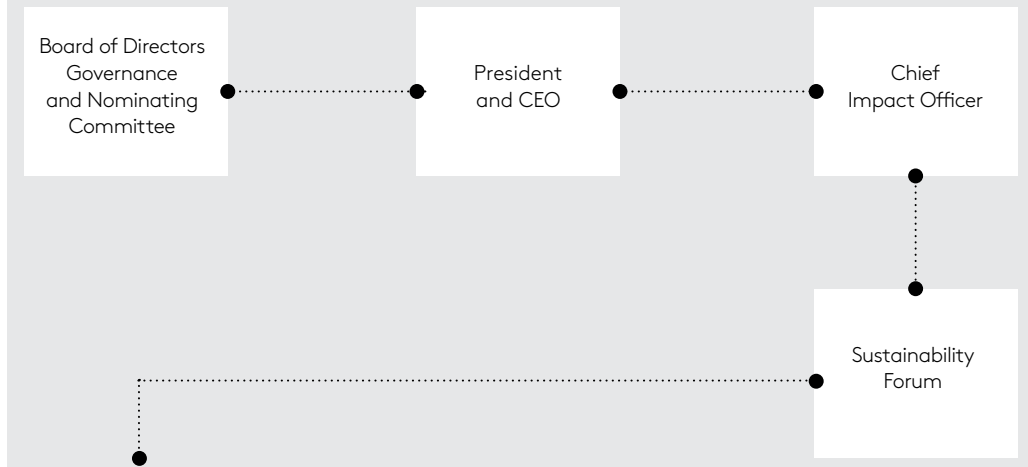 Board of Directors
Governance
and Nominating
Committee
President
and CEO
Chief
Impact Officer
Sustainability
Forum